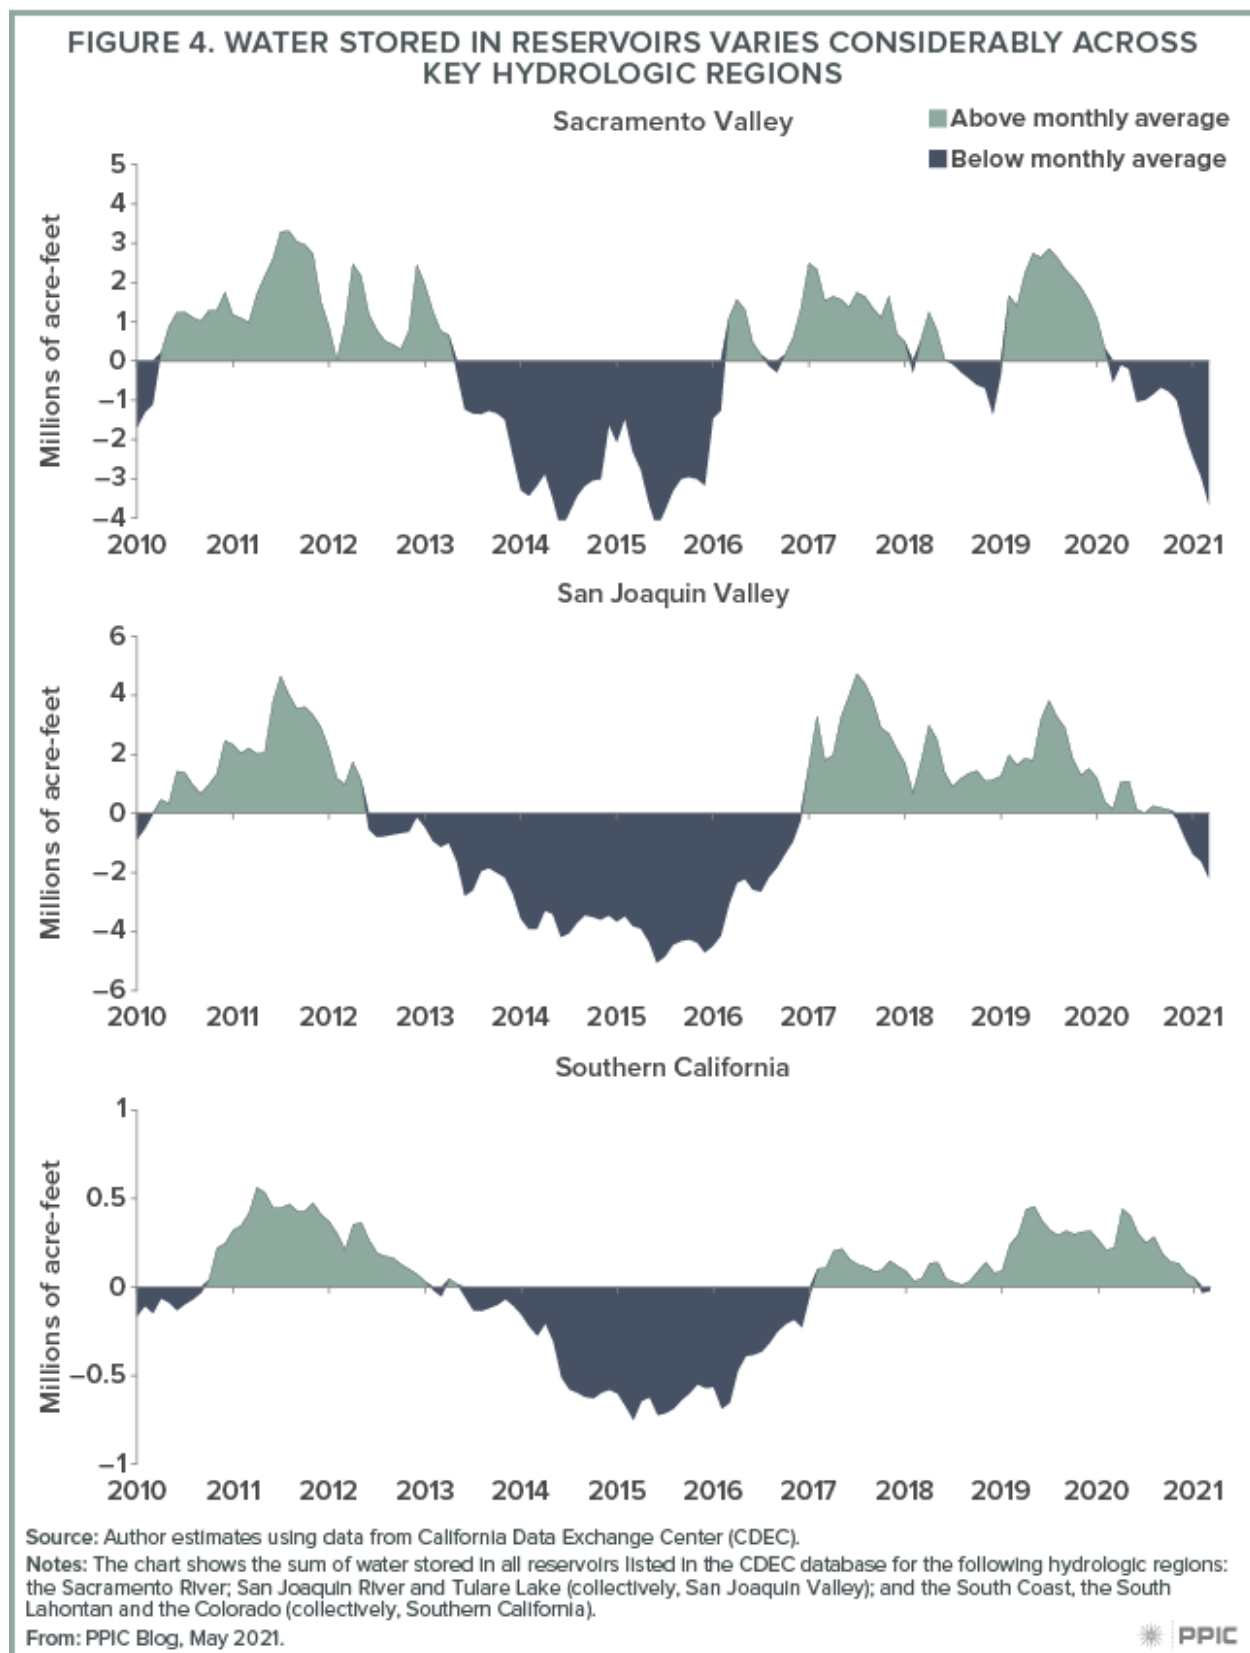 FIGURE 4. WATER STORED IN RESERVOIRS VARIES CONSIDERABLY ACROSS
KEY HYDROLOGIC REGIONS
Sacramento Valley
Above monthly average
Below monthly average
Millions of acre-feet
5
4
3
2
1
0
−1
−2
−3
−4
2010 2011 2012 2013 2014 2015 2016 2017 2018 2019 2020 2021
San Joaquin Valley
Millions of acre-feet
6
4
2
0
−2
−4
−6
2010 2011 2012 2013 2014 2015 2016 2017 2018 2019 2020 2021
Southern California
Millions of acre-feet
1
0.5
0
−0.5
−1
2010 2011 2012 2013 2014 2015 2016 2017 2018 2019 2020 2021
Source: Author estimates using data from California Data Exchange Center (CDEC).
Notes: The chart shows the sum of water stored in all reservoirs listed in the CDEC database for the following hydrologic regions:
the Sacramento River; San Joaquin River and Tulare Lake (collectively, San Joaquin Valley); and the South Coast, the South
Lahontan and the Colorado (collectively, Southern California).
From: PPIC Blog, May 2021.
PPIC